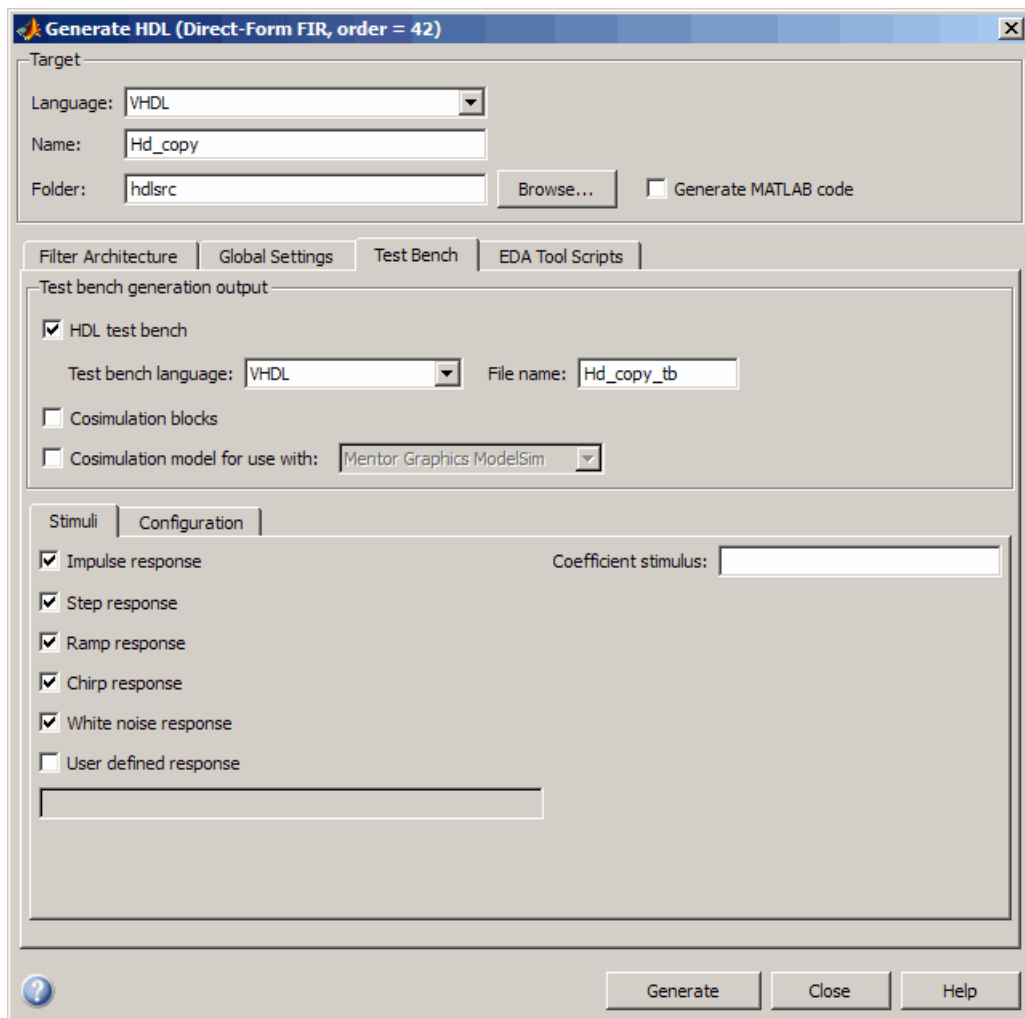 Generate HDL (Direct-Form FIR, order = 42)
Target
Language: VHDL
Name: Hd_copy
Folder: hdlsrc Browse... Generate MATLAB code
Filter Architecture Global Settings Test Bench EDA Tool Scripts
Test bench generation output
HDL test bench
Test bench language: VHDL File name: Hd_copy_tb
Cosimulation blocks
Cosimulation model for use with: Mentor Graphics ModelSim
Stimuli Configuration
Impulse response Coefficient stimulus:
Step response
Ramp response
Chirp response
White noise response
User defined response
? Generate Close Help